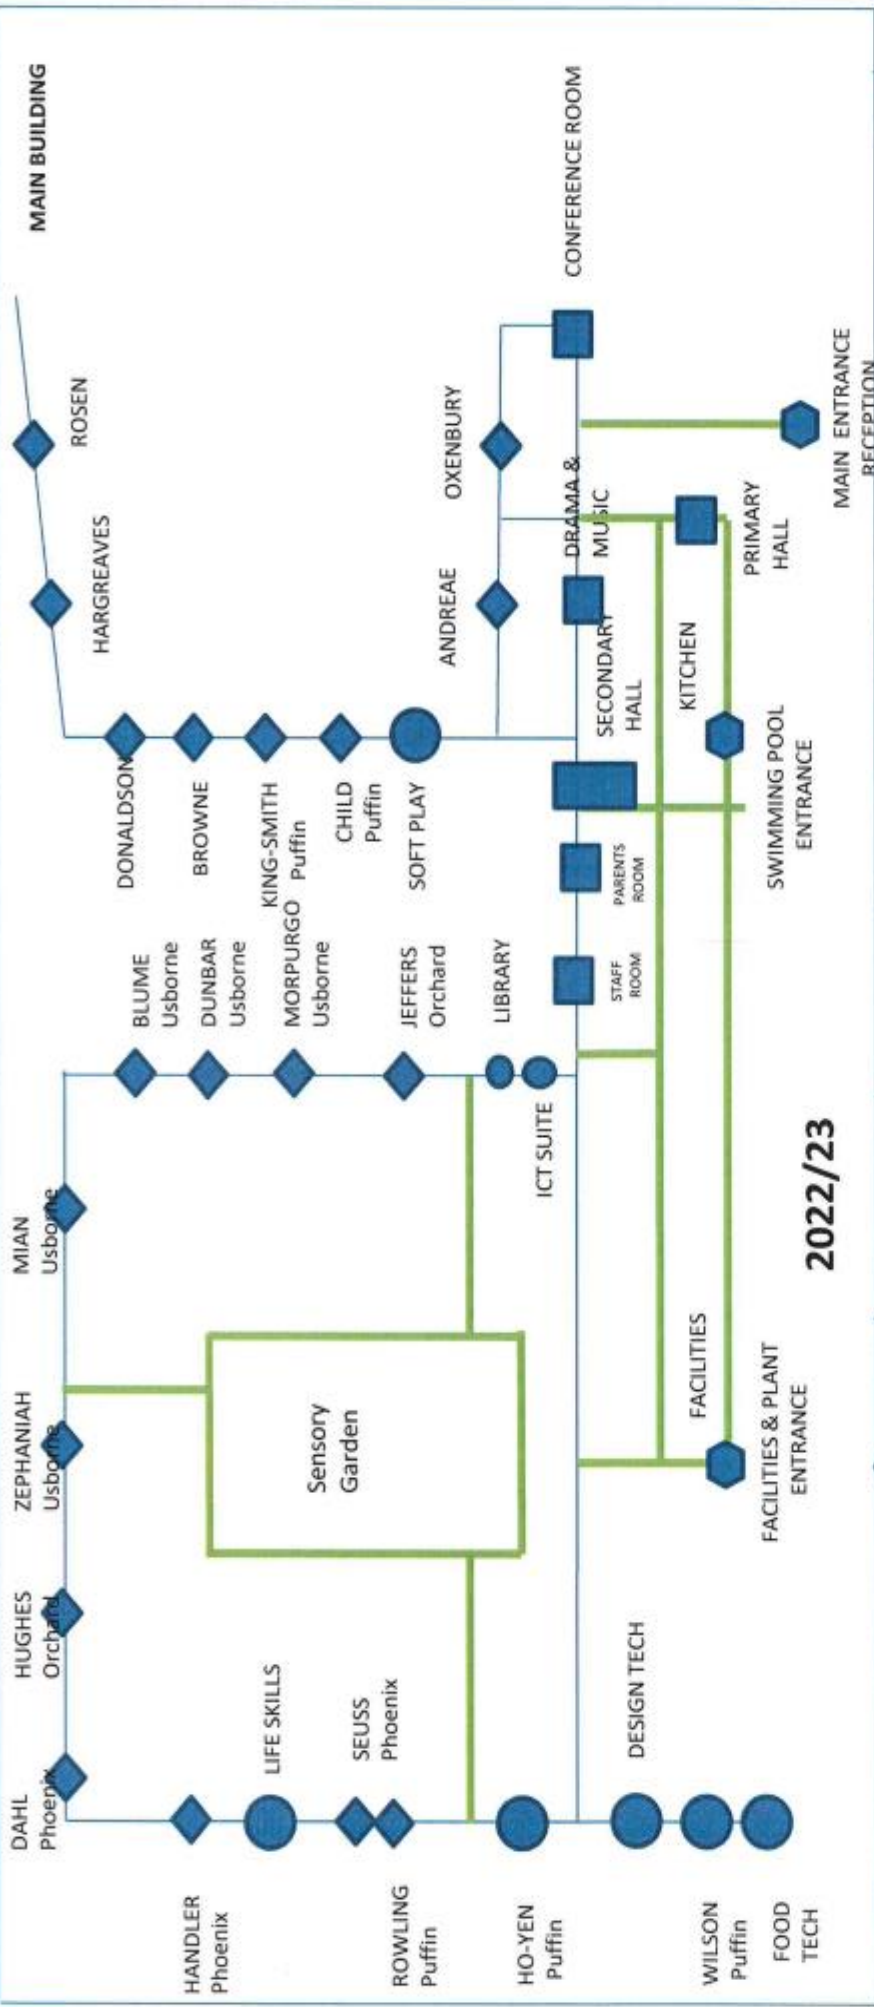 MAIN BUILDING
ROSEN
HARGREAVES
DONALDSON
BROWNE
KING-SMITH
Puffin
CHILD
Puffin
SOFT PLAY
ANDREAE
OXENBURY
CONFERENCE ROOM
DRAMA &
MUSIC
SECONDARY
HALL
PRIMARY
HALL
KITCHEN
MAIN ENTRANCE
RECEPTION
SWIMMING POOL
ENTRANCE
PARENTS
ROOM
STAFF
ROOM
BLUME
Usborne
DUNBAR
Usborne
MORPURGO
Usborne
JEFFERS
Orchard
LIBRARY
ICT SUITE
MIAN
Usborne
ZEPHANIAH
Usborne
HUGHES
Orchard
DAHL
Phoenix
Sensory
Garden
HANDLER
Phoenix
LIFE SKILLS
SEUSS
Phoenix
ROWLING
Puffin
HO-YEN
Puffin
DESIGN TECH
WILSON
Puffin
FOOD
TECH
FACILITIES
FACILITIES & PLANT
ENTRANCE
2022/23